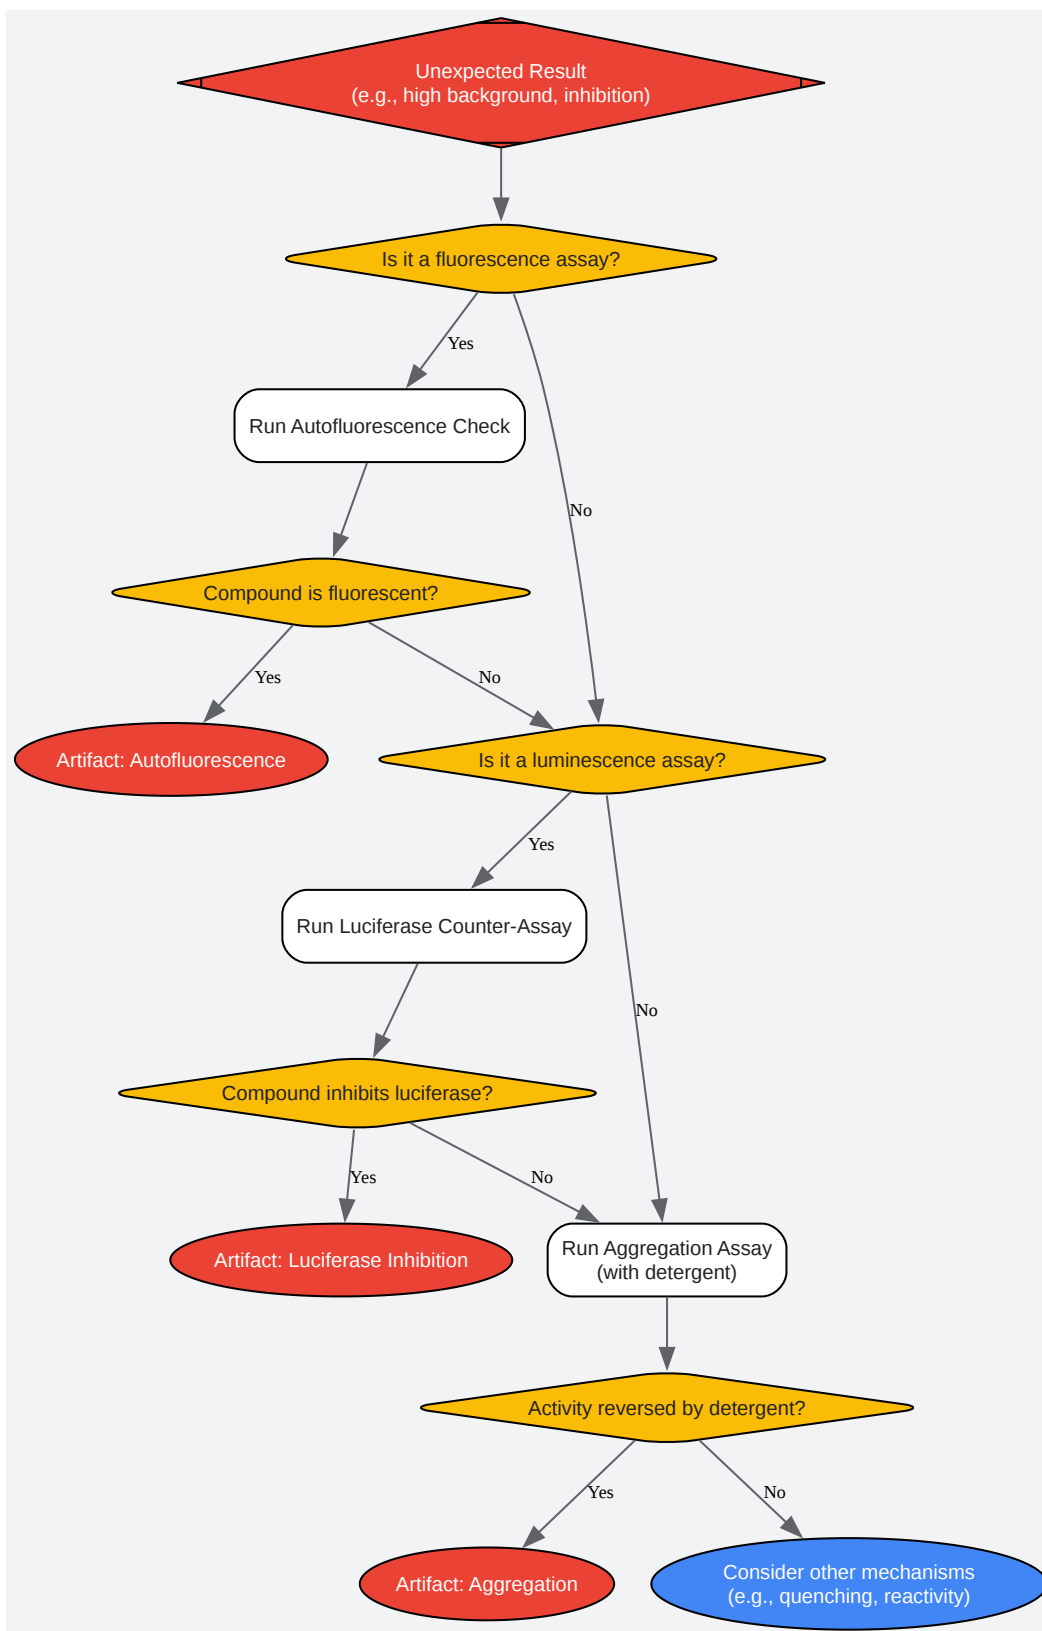 Unexpected Result
(e.g., high background, inhibition)
Is it a fluorescence assay?
Yes
Run Autofluorescence Check
No
Compound is fluorescent?
Yes
No
Artifact: Autofluorescence
Is it a luminescence assay?
Yes
Run Luciferase Counter-Assay
No
Compound inhibits luciferase?
Yes
No
Artifact: Luciferase Inhibition
Run Aggregation Assay
(with detergent)
Activity reversed by detergent?
Yes
No
Artifact: Aggregation
Consider other mechanisms
(e.g., quenching, reactivity)